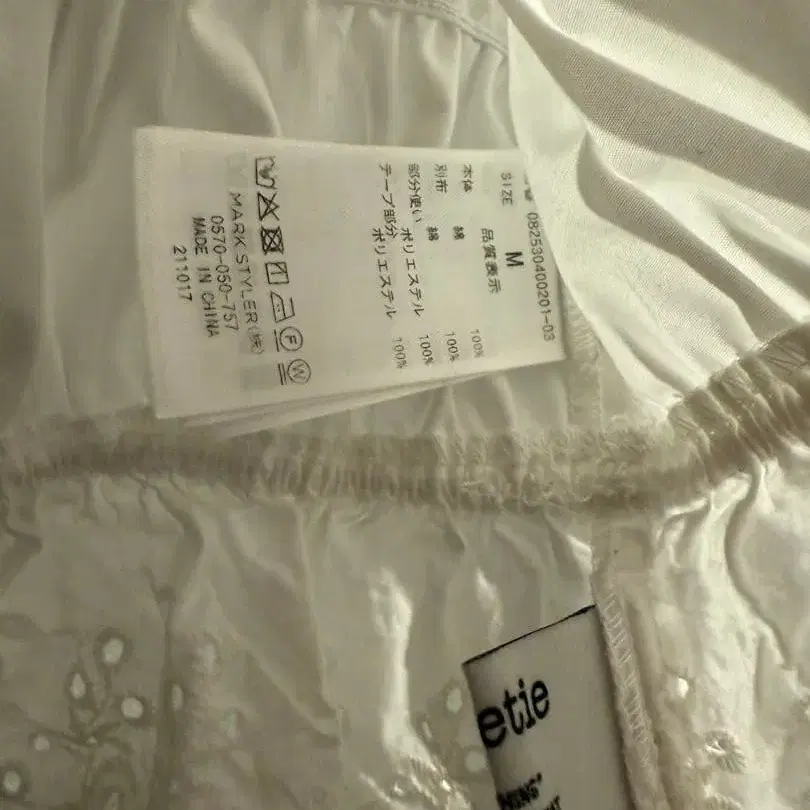 082530400201-03
SIZE M
品質表示
本体 綿 100%
別布 綿 100%
部分使い ポリエステル 100%
テープ部分 ポリエステル 100%
F W
MARK STYLER(株)
0570-050-757
MADE IN CHINA
211017
etie